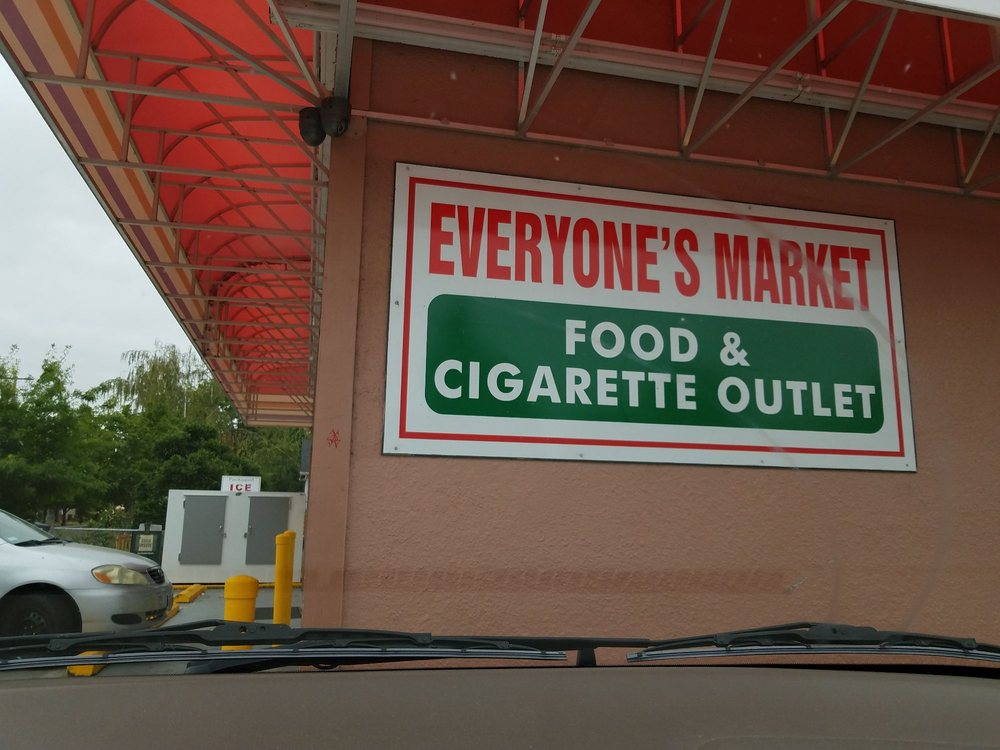 EVERYONE'S MARKET
FOOD &
CIGARETTE OUTLET
ICE